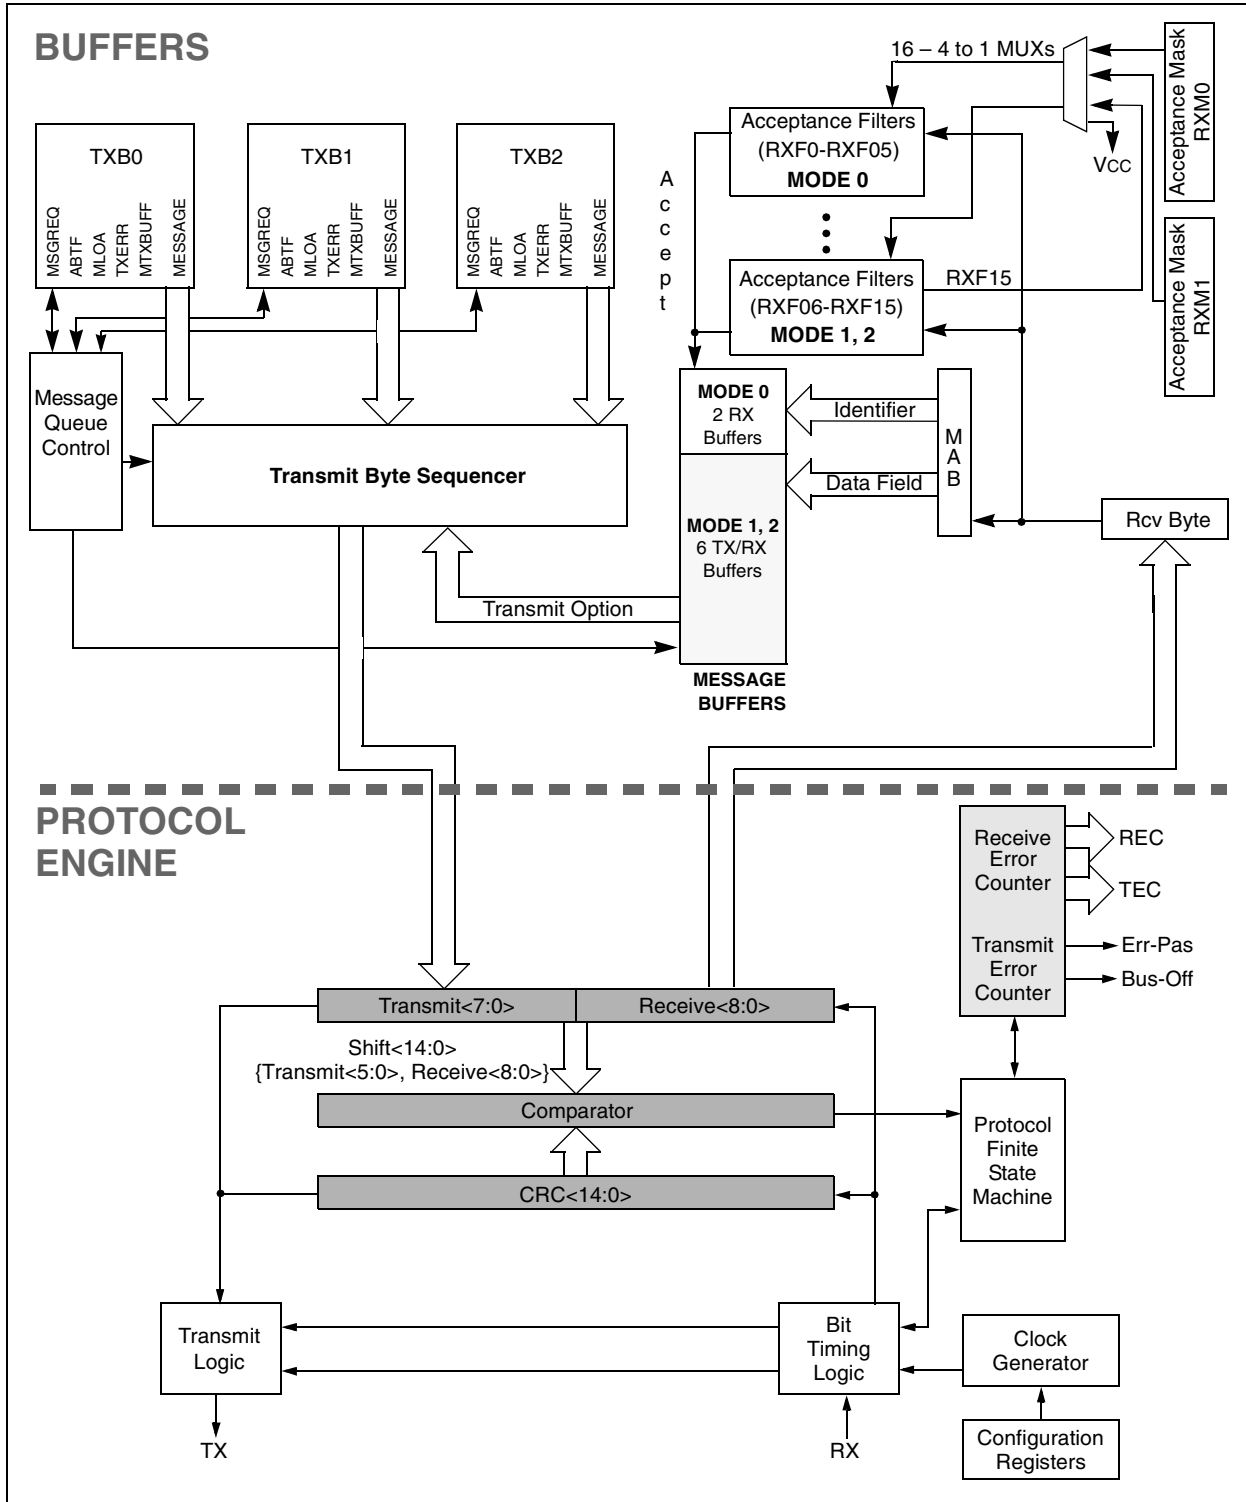 BUFFERS
16 – 4 to 1 MUXs
Acceptance Mask
RXM0
VCC
Acceptance Mask
RXM1
TXB0
MSGREQ
ABTF
MLOA
TXERR
MTXBUFF
MESSAGE
TXB1
MSGREQ
ABTF
MLOA
TXERR
MTXBUFF
MESSAGE
TXB2
MSGREQ
ABTF
MLOA
TXERR
MTXBUFF
MESSAGE
Accept
Acceptance Filters
(RXF0-RXF05)
MODE 0
Acceptance Filters
(RXF06-RXF15)
MODE 1, 2
RXF15
Message
Queue
Control
Transmit Byte Sequencer
MODE 0
2 RX
Buffers
MODE 1, 2
6 TX/RX
Buffers
MESSAGE
BUFFERS
Identifier
Data Field
MAB
Rcv Byte
Transmit Option
PROTOCOL
ENGINE
Receive
Error
Counter
Transmit
Error
Counter
REC
TEC
Err-Pas
Bus-Off
Transmit<7:0>
Receive<8:0>
Shift<14:0>
{Transmit<5:0>, Receive<8:0>}
Comparator
CRC<14:0>
Protocol
Finite
State
Machine
Transmit
Logic
Bit
Timing
Logic
Clock
Generator
Configuration
Registers
TX
RX